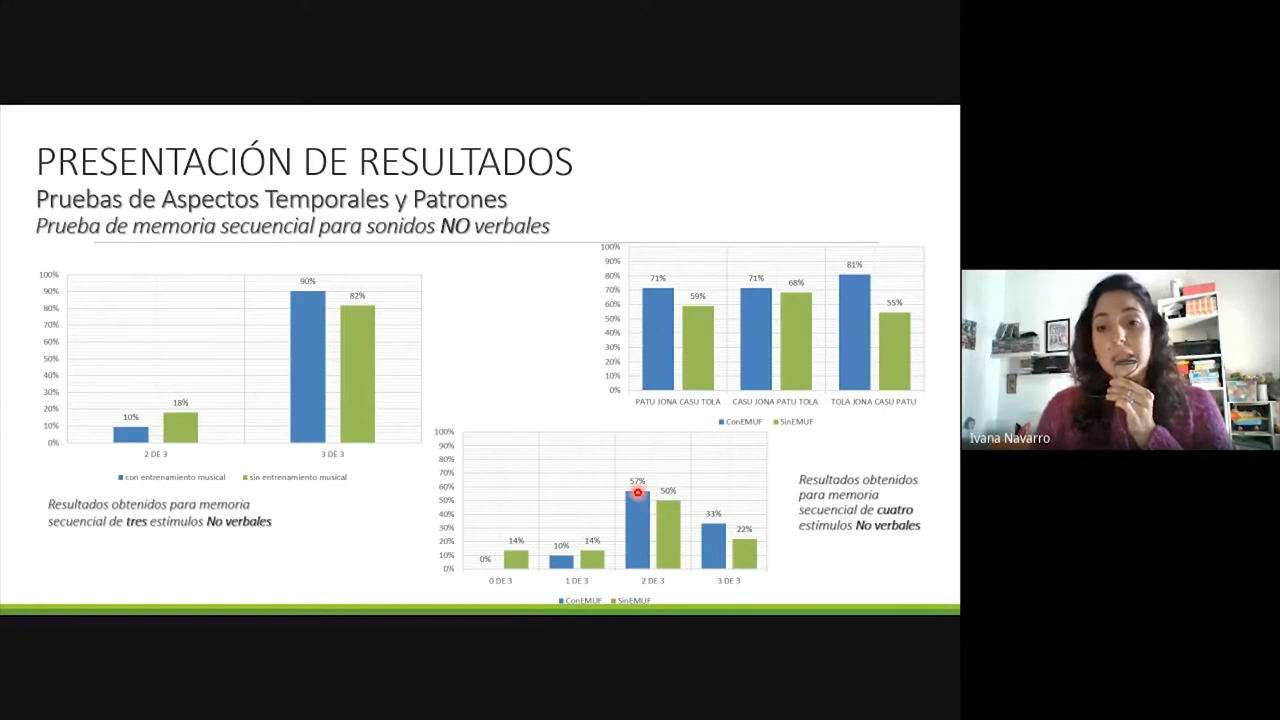 PRESENTACIÓN DE RESULTADOS
Pruebas de Aspectos Temporales y Patrones
Prueba de memoria secuencial para sonidos NO verbales
100%
90%
80%
70%
60%
50%
40%
30%
20%
10%
0%
10%
18%
90%
82%
2 DE 3
3 DE 3
con entrenamiento musical
sin entrenamiento musical
Resultados obtenidos para memoria
secuencial de tres estímulos No verbales
100%
90%
80%
70%
60%
50%
40%
30%
20%
10%
0%
71%
59%
71%
68%
81%
55%
PATU JONA CASU TOLA
CASU JONA PATU TOLA
TOLA JONA CASU PATU
ConEMUF
SinEMUF
100%
90%
80%
70%
60%
50%
40%
30%
20%
10%
0%
0%
14%
10%
14%
57%
50%
33%
22%
0 DE 3
1 DE 3
2 DE 3
3 DE 3
ConEMUF
SinEMUF
Resultados obtenidos
para memoria
secuencial de cuatro
estímulos No verbales
Ivana Navarro